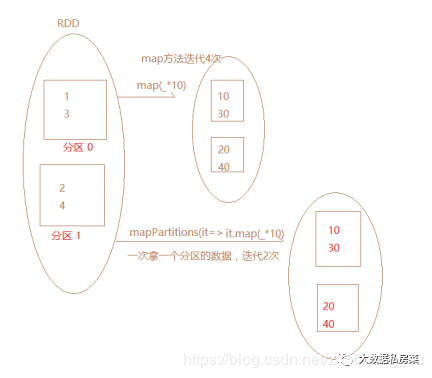 RDD
map方法迭代4次
map(_*10)
1
3
分区 0
10
30
20
40
2
4
分区 1
mapPartitions(it=> it.map(_*10)
一次拿一个分区的数据，迭代2次
10
30
20
40
大数据私房菜
https://blog.csdn.net/